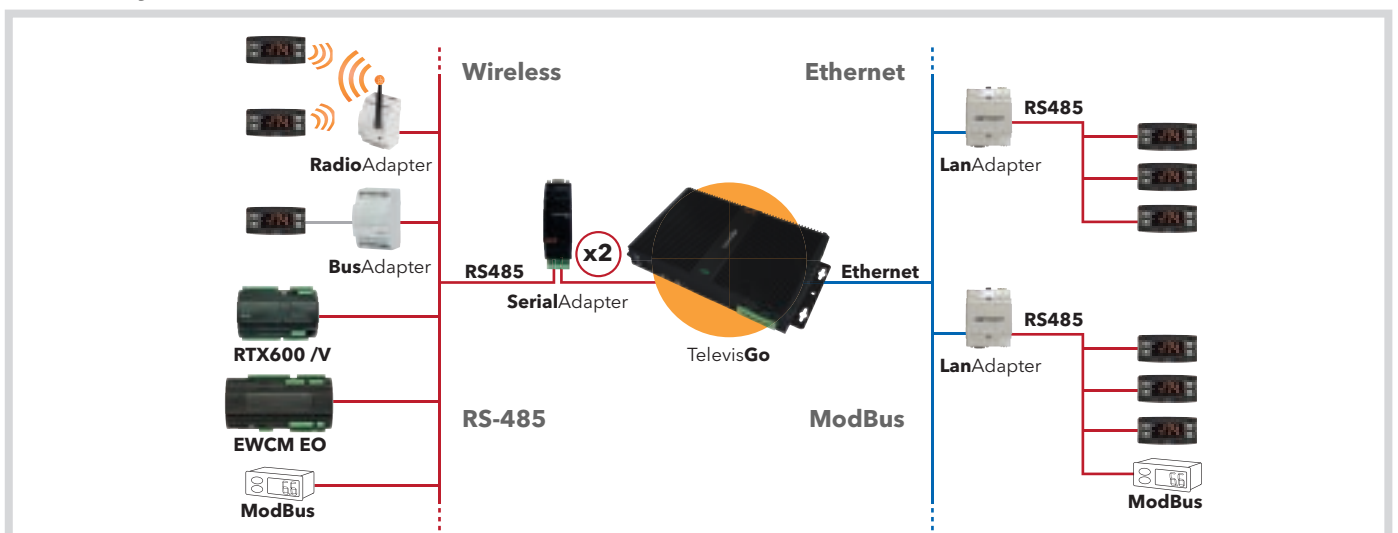 Wireless
Ethernet
RS485
RadioAdapter
LanAdapter
BusAdapter
RS485
x2
Ethernet
SerialAdapter
RS485
RTX600 /V
TelevisGo
LanAdapter
RS-485
ModBus
EWCM EO
ModBus
ModBus